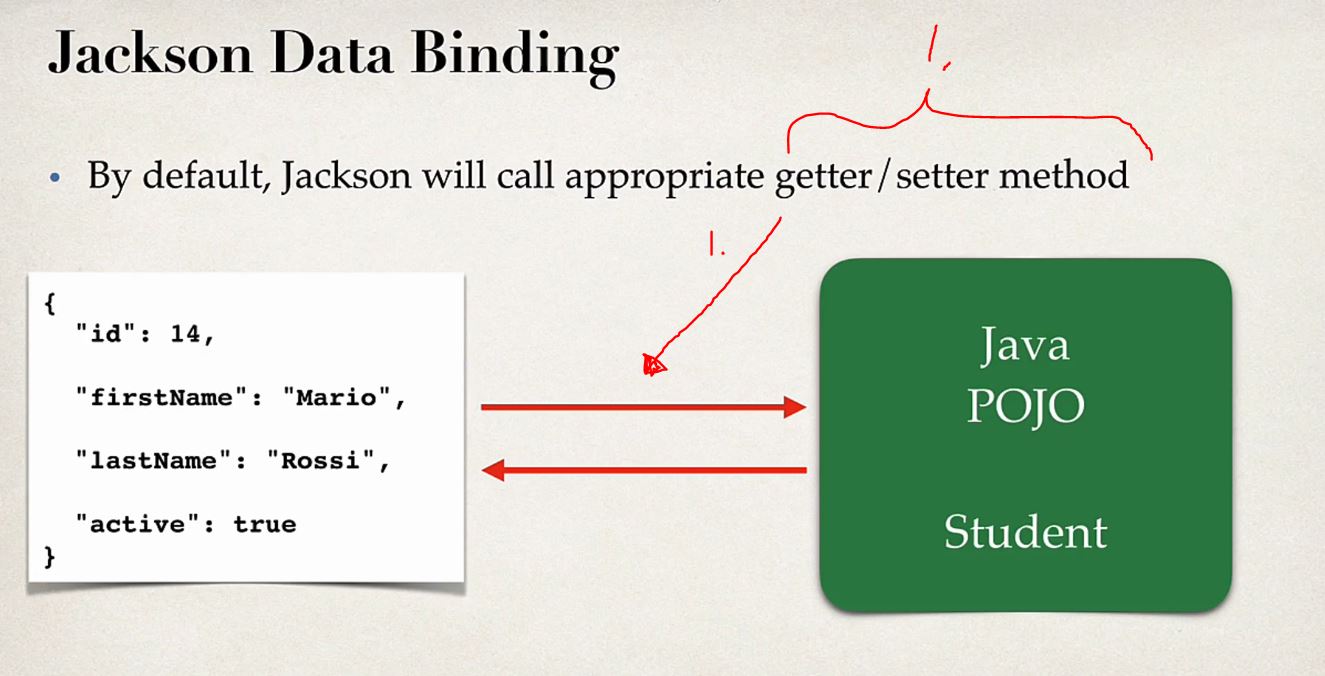 Jackson Data Binding
1.
• By default, Jackson will call appropriate getter/setter method
1.
{
"id": 14,
"firstName": "Mario",
"lastName": "Rossi",
"active": true
}
Java
POJO
Student